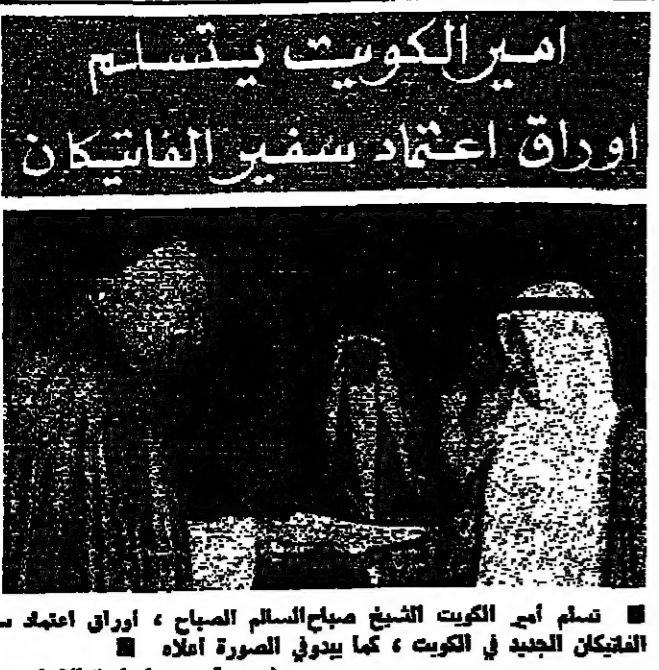 امير الكويت يتسلم
اوراق اعتماد سفير الفاتيكان
■ تسلم أمير الكويت الشيخ صباح السالم الصباح ، أوراق اعتماد
الفاتيكان الجديد في الكويت ، كما يبدو في الصورة اعلاه ■